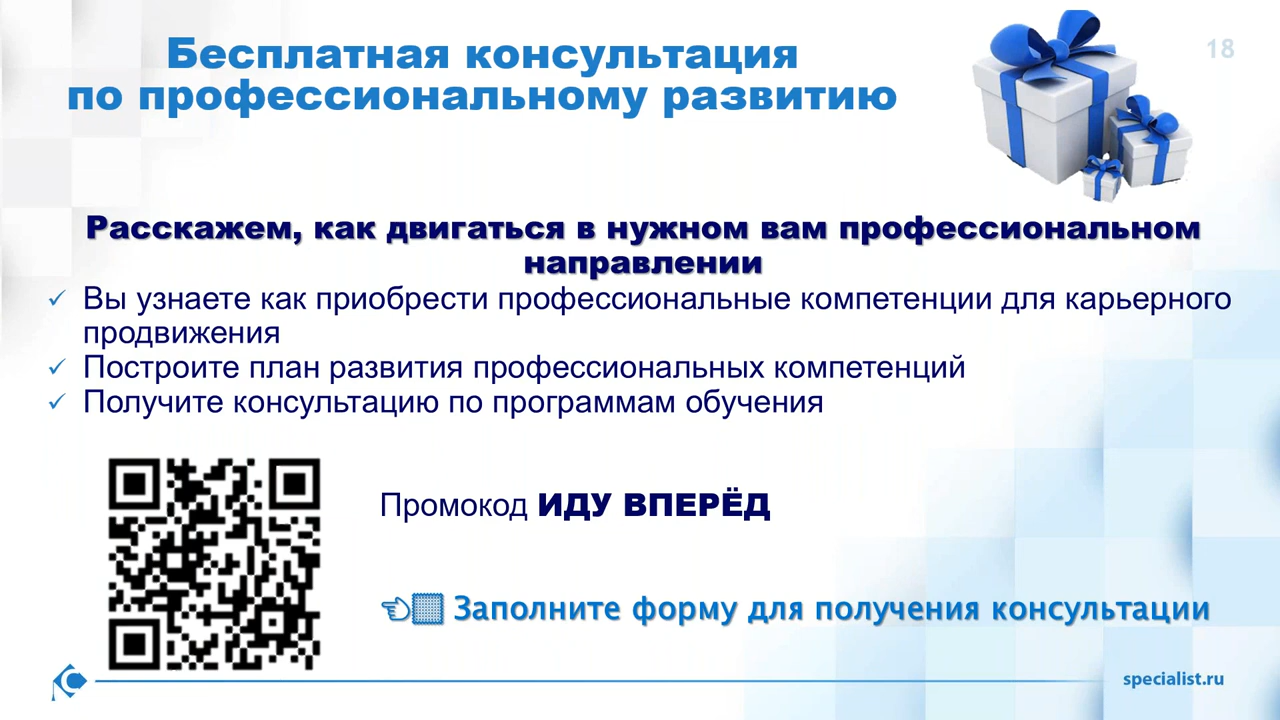 Бесплатная консультация
по профессиональному развитию
18
Расскажем, как двигаться в нужном вам профессиональном
направлении
✓ Вы узнаете как приобрести профессиональные компетенции для карьерного
продвижения
✓ Построите план развития профессиональных компетенций
✓ Получите консультацию по программам обучения
Промокод ИДУ ВПЕРЁД
Заполните форму для получения консультации
specialist.ru